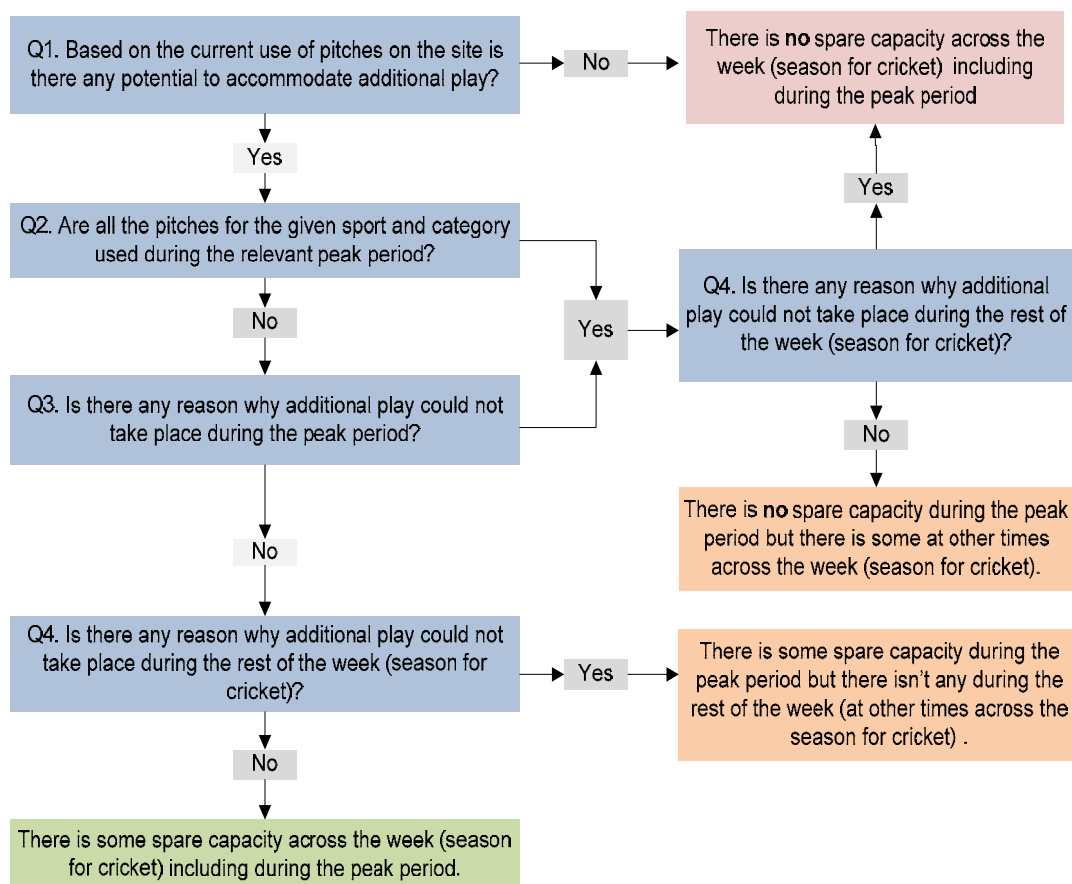 Q1. Based on the current use of pitches on the site is
there any potential to accommodate additional play?
No
There is no spare capacity across the
week (season for cricket) including
during the peak period
Yes
Yes
Q2. Are all the pitches for the given sport and category
used during the relevant peak period?
Q4. Is there any reason why additional
play could not take place during the rest of
the week (season for cricket)?
Yes
No
Q3. Is there any reason why additional play could not
take place during the peak period?
No
There is no spare capacity during the peak
period but there is some at other times
across the week (season for cricket).
No
Q4. Is there any reason why additional play could not
take place during the rest of the week (season for
cricket)?
Yes
There is some spare capacity during the
peak period but there isn't any during the
rest of the week (at other times across the
season for cricket) .
No
There is some spare capacity across the week (season
for cricket) including during the peak period.